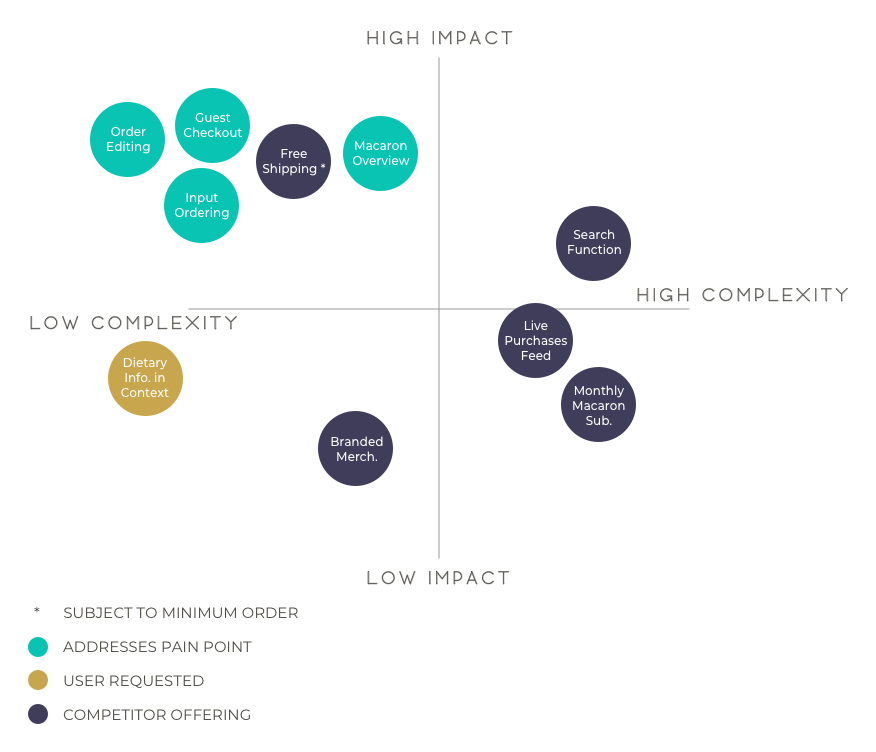 HIGH IMPACT
Order
Editing
Guest
Checkout
Free
Shipping *
Macaron
Overview
Input
Ordering
Search
Function
HIGH COMPLEXITY
LOW COMPLEXITY
Live
Purchases
Feed
Dietary
Info. in
Context
Monthly
Macaron
Sub.
Branded
Merch.
LOW IMPACT
* SUBJECT TO MINIMUM ORDER
ADDRESSES PAIN POINT
USER REQUESTED
COMPETITOR OFFERING